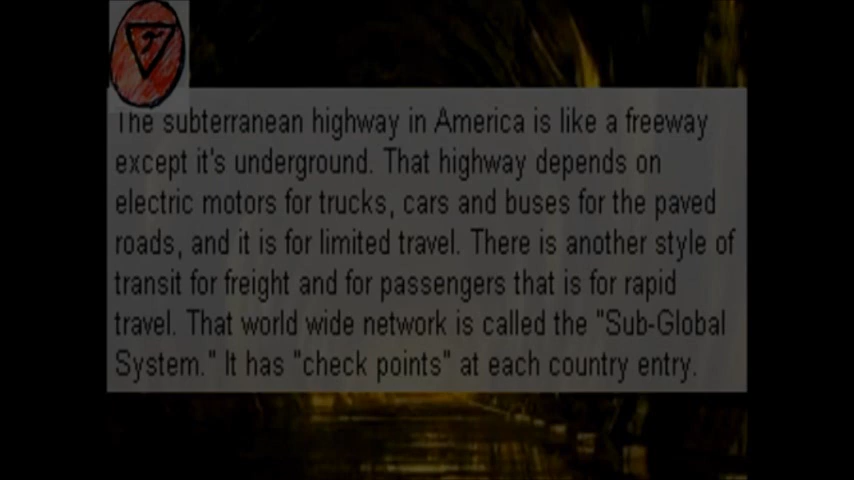 The subterranean highway in America is like a freeway
except it's underground. That highway depends on
electric motors for trucks, cars and buses for the paved
roads, and it is for limited travel. There is another style of
transit for freight and for passengers that is for rapid
travel. That world wide network is called the "Sub-Global
System." It has "check points" at each country entry.